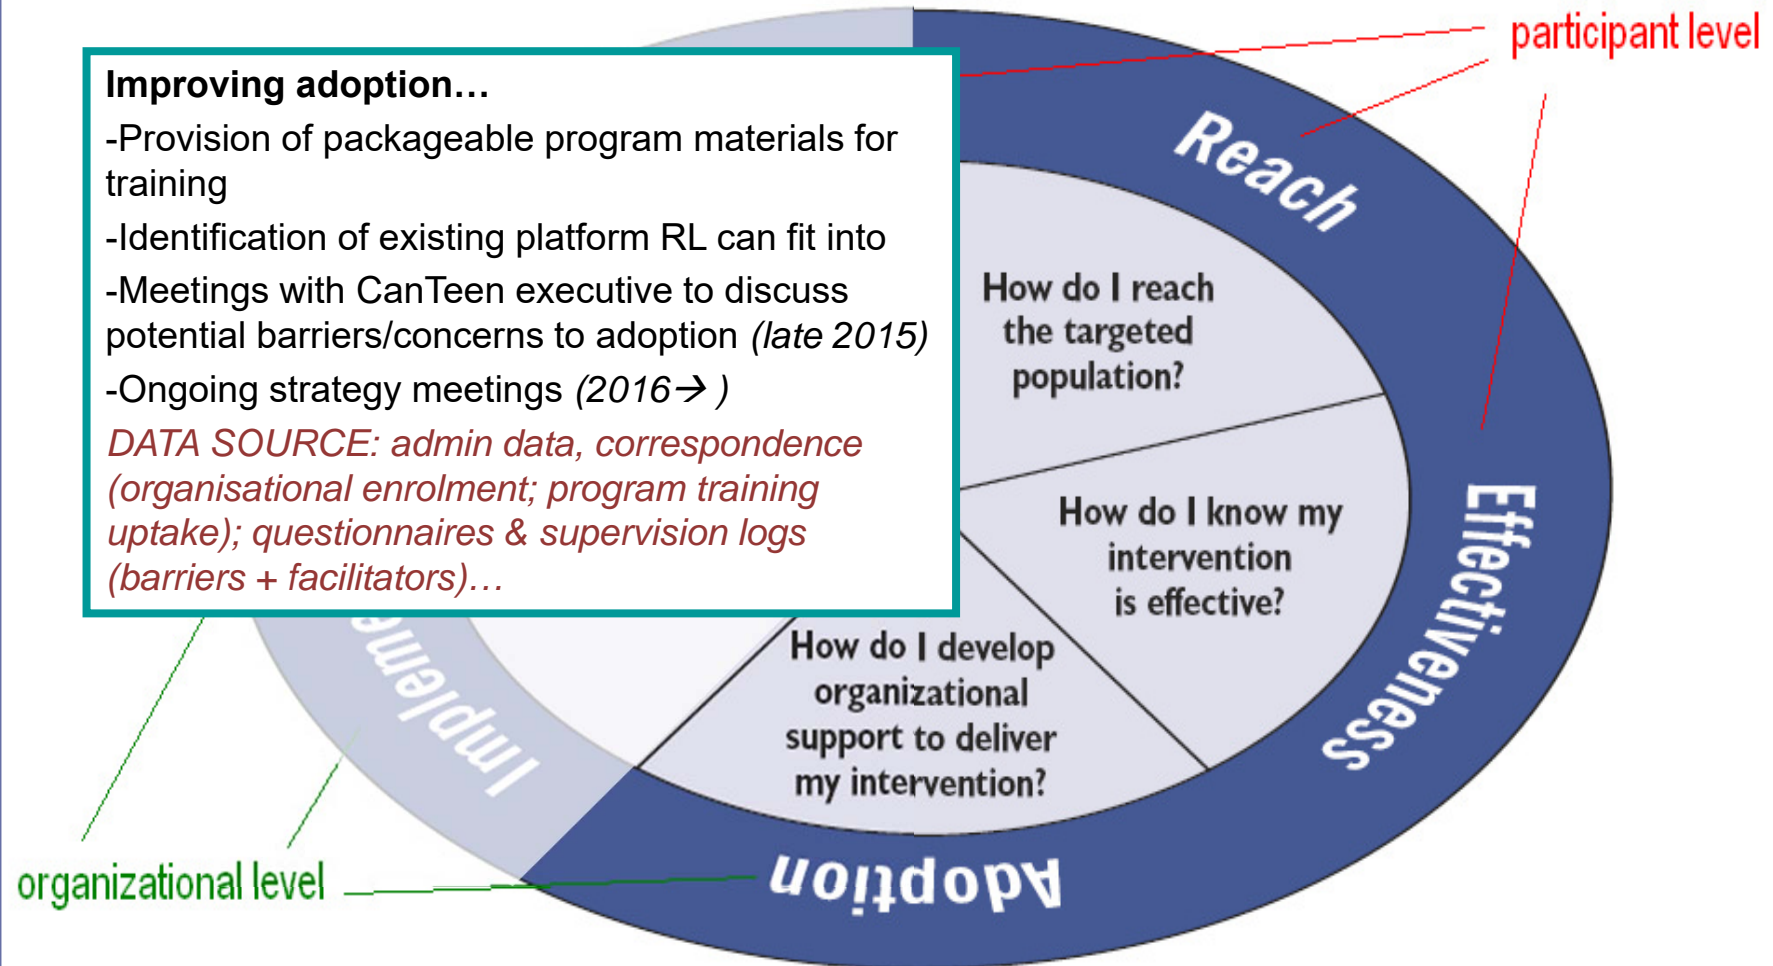 participant level
Improving adoption…
-Provision of packageable program materials for
training
-Identification of existing platform RL can fit into
-Meetings with CanTeen executive to discuss
potential barriers/concerns to adoption (late 2015)
-Ongoing strategy meetings (2016→ )
DATA SOURCE: admin data, correspondence
(organisational enrolment; program training
uptake); questionnaires & supervision logs
(barriers + facilitators)…
Reach
How do I reach
the targeted
population?
Effectiveness
How do I know my
intervention
is effective?
How do I develop
organizational
support to deliver
my intervention?
Adoption
Impleme
organizational level